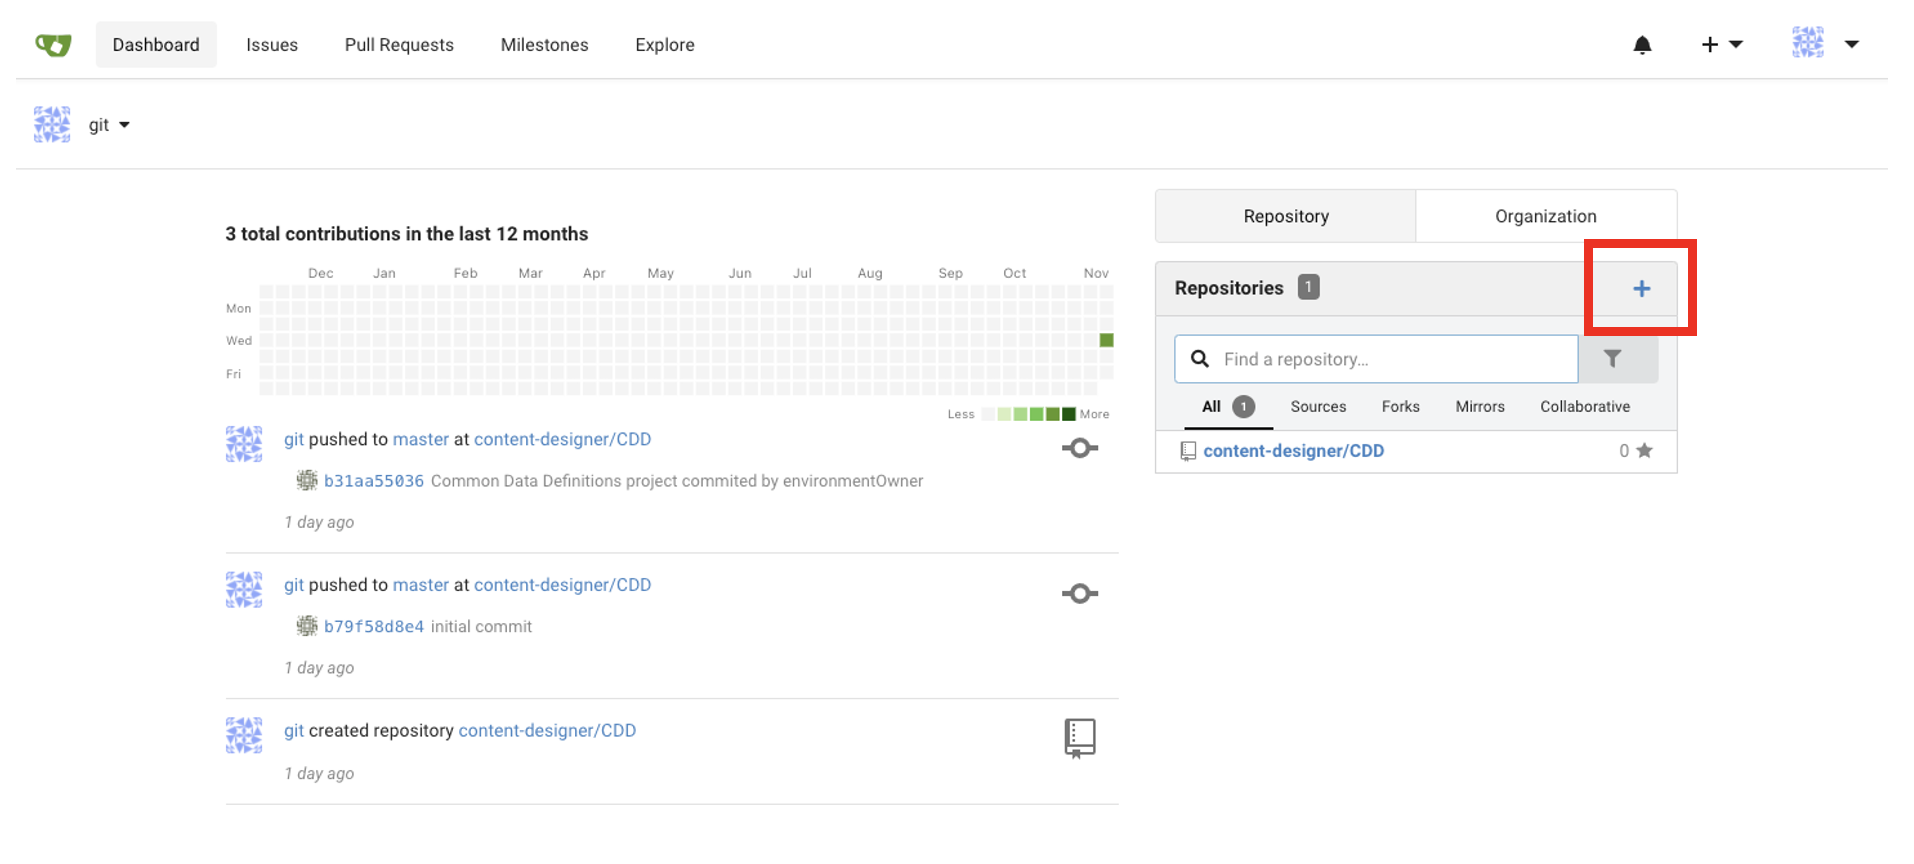 Dashboard Issues Pull Requests Milestones Explore
git
Repository Organization
3 total contributions in the last 12 months
Dec Jan Feb Mar Apr May Jun Jul Aug Sep Oct Nov
Mon
Wed
Fri
Less More
Repositories 1
Find a repository...
All 1 Sources Forks Mirrors Collaborative
content-designer/CDD 0
git pushed to master at content-designer/CDD
b31aa55036 Common Data Definitions project commited by environmentOwner
1 day ago
git pushed to master at content-designer/CDD
b79f58d8e4 initial commit
1 day ago
git created repository content-designer/CDD
1 day ago